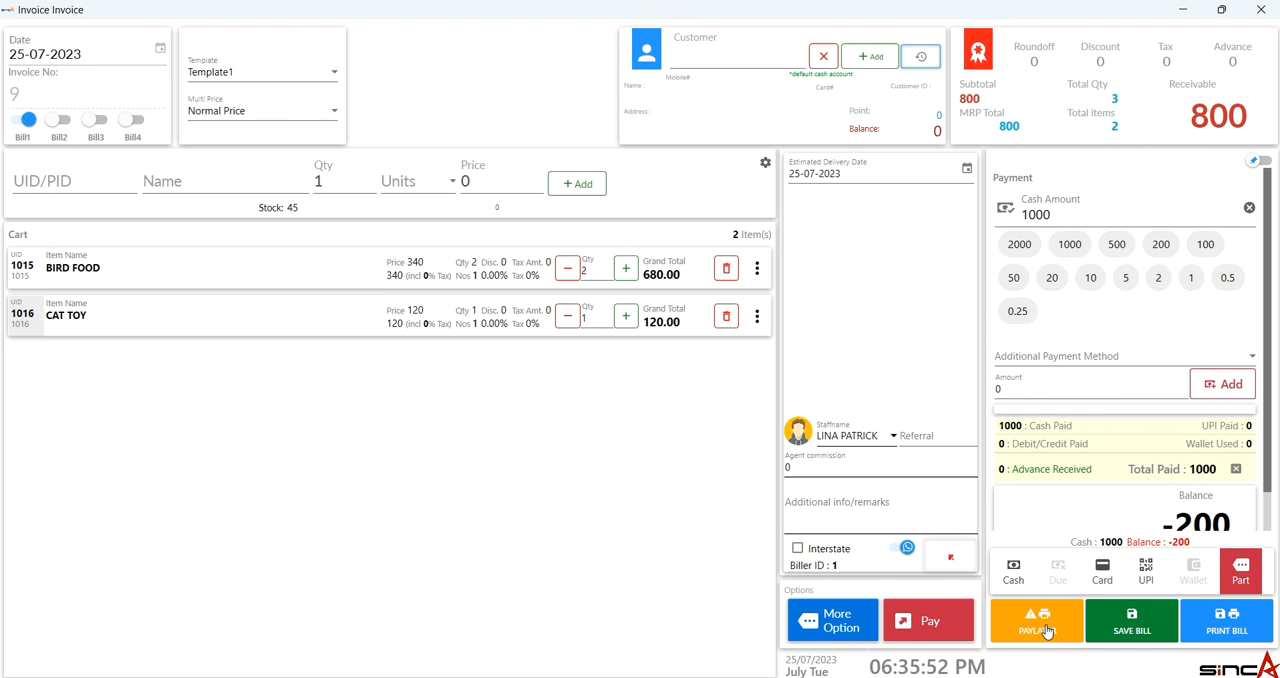 Invoice Invoice
Date
25-07-2023
Invoice No:
9
Bill1 Bill2 Bill3 Bill4
Template
Template1
Multi Price
Normal Price
Customer
+ Add
*default cash account
Mobile#
Card#
Name :
Customer ID :
Address :
Point: 0
Balance: 0
Roundoff Discount Tax Advance
0 0 0 0
Subtotal Total Qty Receivable
800 3
MRP Total Total items 800
800 2
UID/PID Name Qty 1 Units Price 0 + Add
Stock: 45 0
Cart 2 Item(s)
UID Item Name
1015 BIRD FOOD
1015
Price 340 Qty 2 Disc. 0 Tax Amt. 0
340 (incl 0% Tax) Nos 1 0.00% Tax 0%
Qty
2
Grand Total
680.00
UID Item Name
1016 CAT TOY
1016
Price 120 Qty 1 Disc. 0 Tax Amt. 0
120 (incl 0% Tax) Nos 1 0.00% Tax 0%
Qty
1
Grand Total
120.00
Estimated Delivery Date
25-07-2023
Staffname
LINA PATRICK Referral
Agent commission
0
Additional info/remarks
Interstate
Biller ID : 1
Options
More Option
Pay
25/07/2023
July Tue
06:35:52 PM
Payment
Cash Amount
1000
2000 1000 500 200 100
50 20 10 5 2 1 0.5
0.25
Additional Payment Method
Amount
0
Add
1000 : Cash Paid UPI Paid : 0
0 : Debit/Credit Paid Wallet Used : 0
0 : Advance Received Total Paid : 1000
Balance
-200
Cash : 1000 Balance : -200
Cash Due Card UPI Wallet Part
SAVE BILL PRINT BILL
sincA